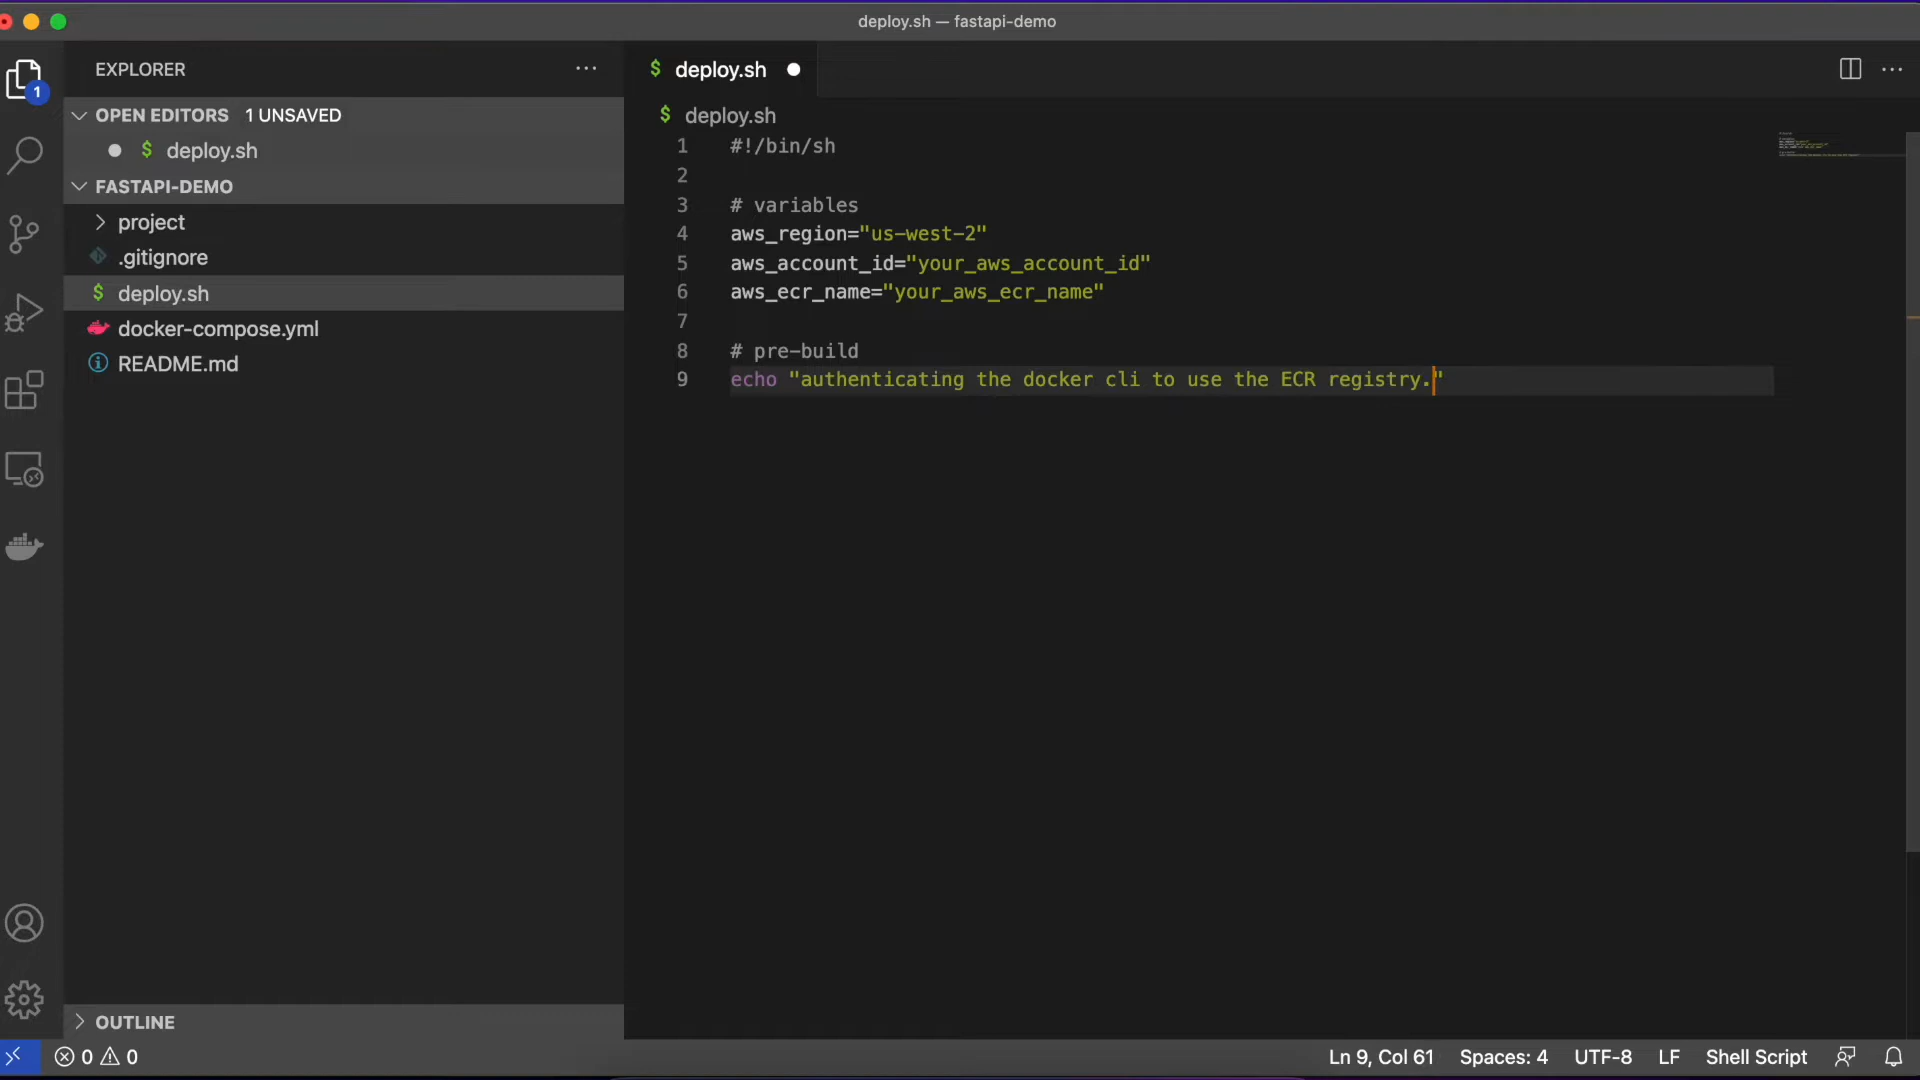 deploy.sh — fastapi-demo
EXPLORER
1
OPEN EDITORS 1 UNSAVED
$ deploy.sh
FASTAPI-DEMO
project
.gitignore
$ deploy.sh
docker-compose.yml
README.md
OUTLINE
$ deploy.sh
$ deploy.sh
1 #!/bin/sh
2
3 # variables
4 aws_region="us-west-2"
5 aws_account_id="your_aws_account_id"
6 aws_ecr_name="your_aws_ecr_name"
7
8 # pre-build
9 echo "authenticating the docker cli to use the ECR registry."
0 0
Ln 9, Col 61 Spaces: 4 UTF-8 LF Shell Script